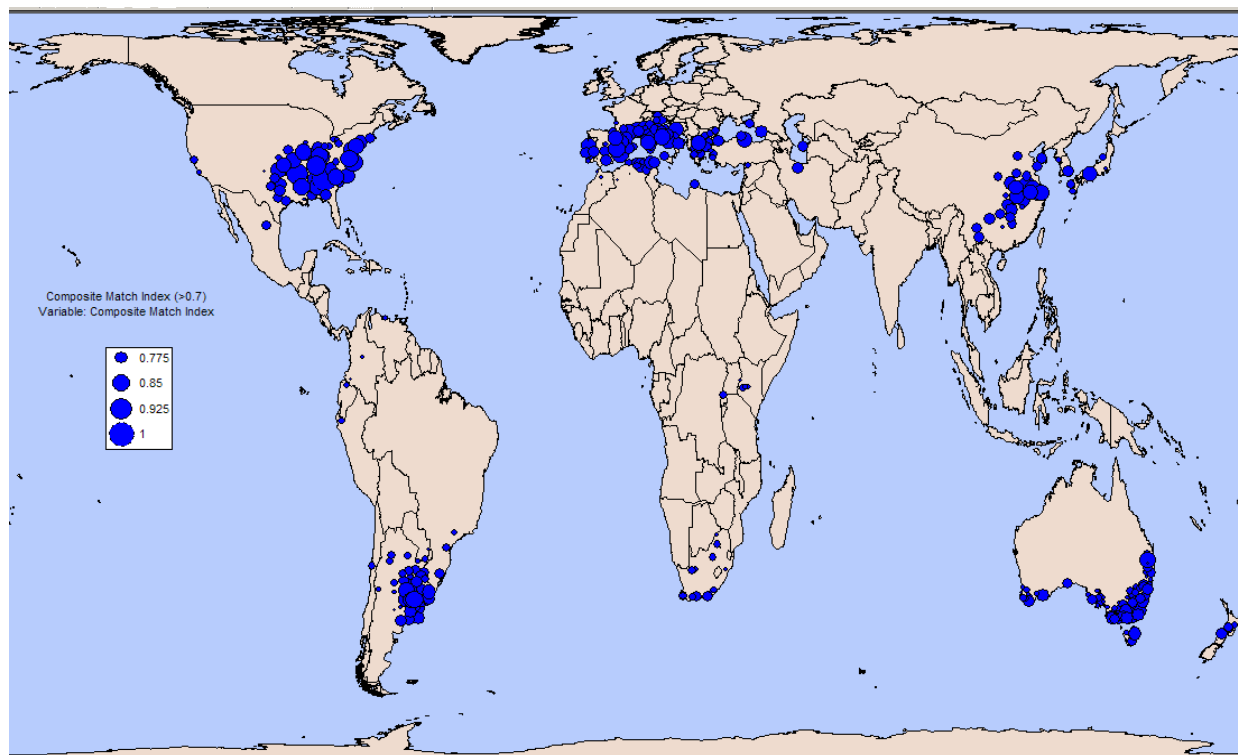 Composite Match Index (>0.7)
Variable: Composite Match Index
0.775
0.85
0.925
1